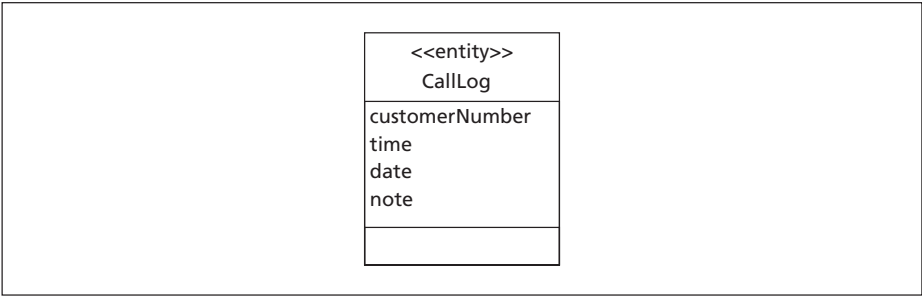 <<entity>>
CallLog
customerNumber
time
date
note